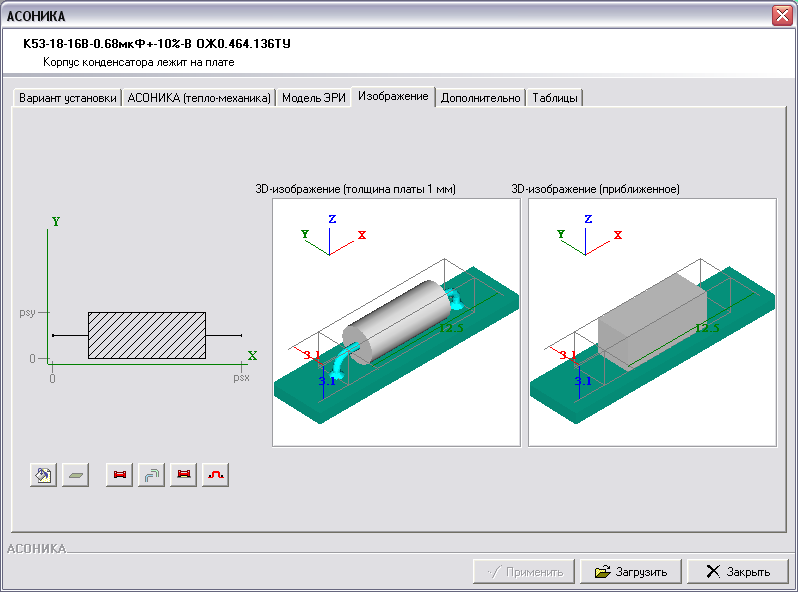 АСОНИКА
К53-18-16В-0.68мкФ+-10%-В ОЖ0.464.136ТУ
Корпус конденсатора лежит на плате
Вариант установки
АСОНИКА (тепло-механика)
Модель ЭРИ
Изображение
Дополнительно
Таблицы
3D-изображение (толщина платы 1 мм)
3D-изображение (приближенное)
Y
psy
0
X
0
psx
Z
Y
X
12.5
3.1
3.1
Z
Y
X
12.5
3.1
3.1
АСОНИКА
Применить
Загрузить
Закрыть